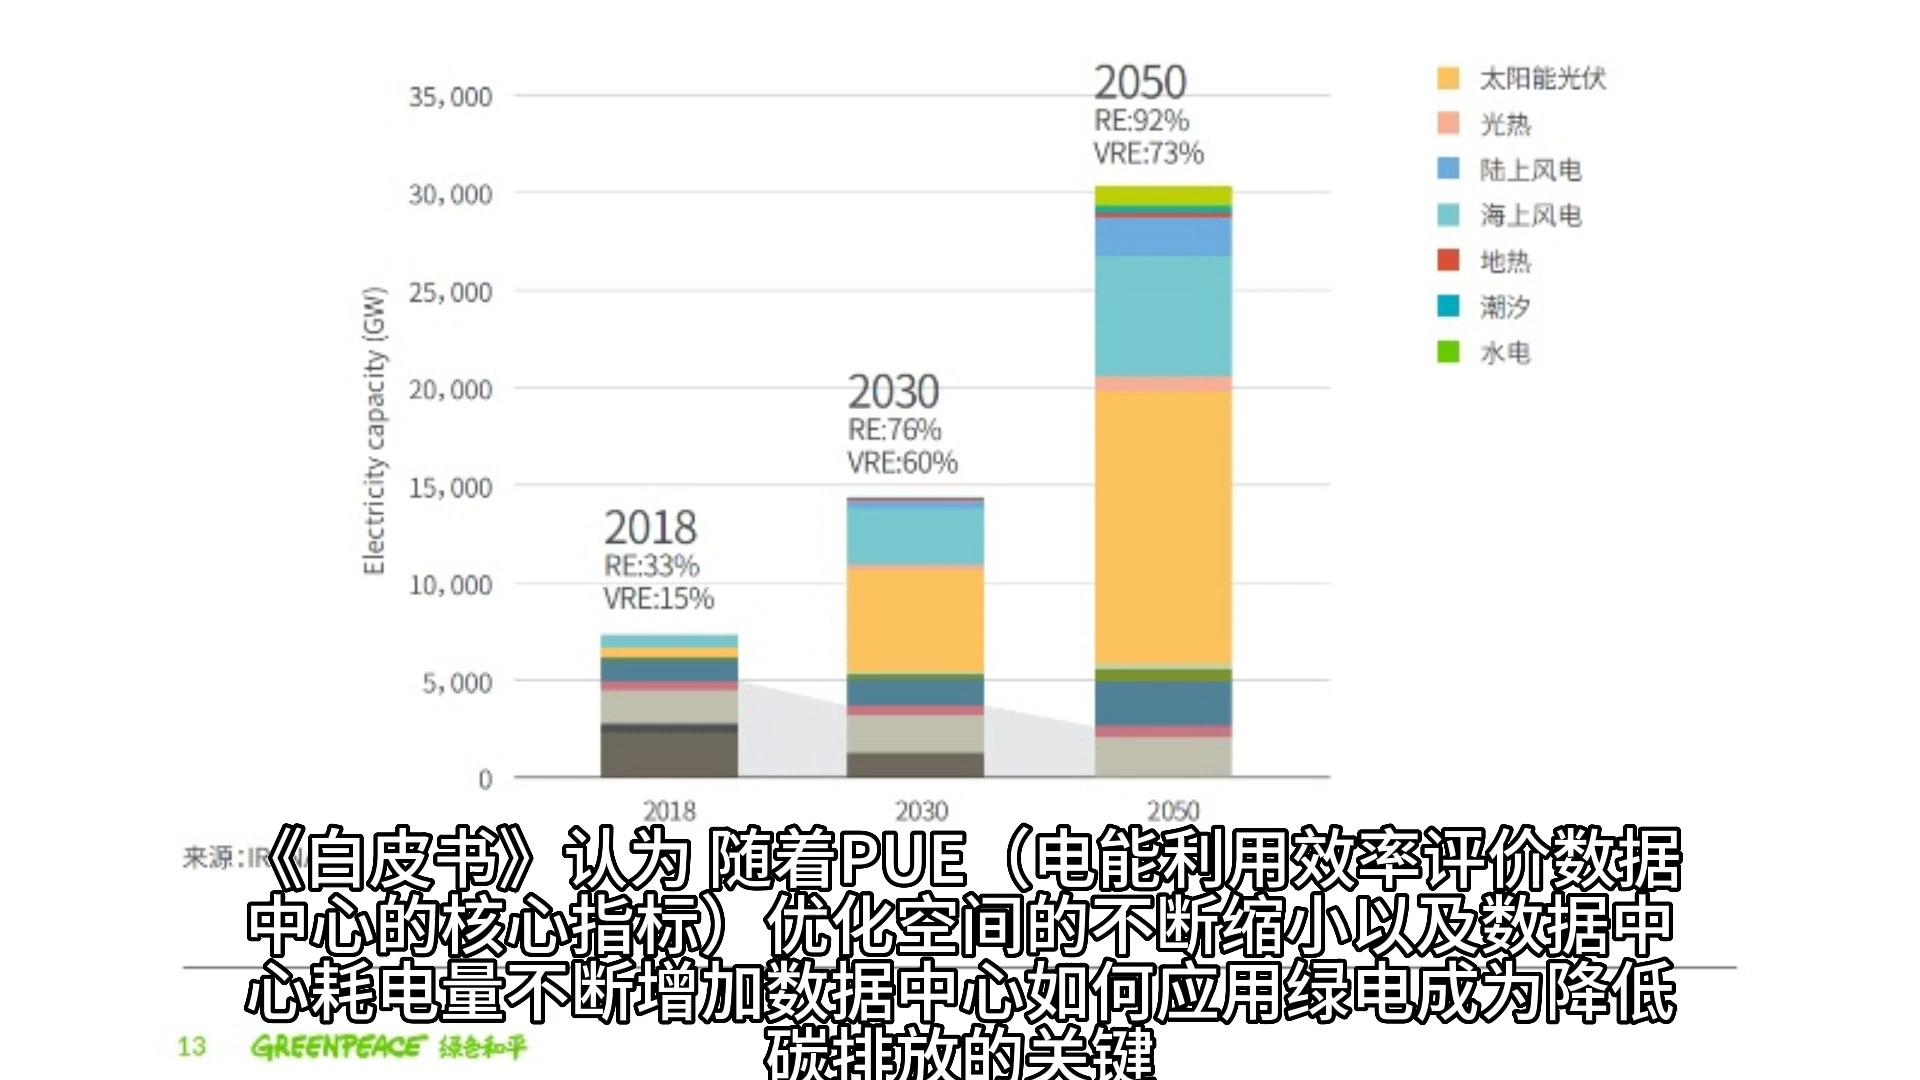 35,000
30,000
25,000
20,000
15,000
10,000
5,000
0
Electricity capacity (GW)
2018
RE:33%
VRE:15%
2030
RE:76%
VRE:60%
2050
RE:92%
VRE:73%
2018
2030
2050
太阳能光伏
光热
陆上风电
海上风电
地热
潮汐
水电
来源:
《白皮书》认为 随着PUE（电能利用效率评价数据
中心的核心指标）优化空间的不断缩小以及数据中
心耗电量不断增加数据中心如何应用绿电成为降低
碳排放的关键
13
GREENPEACE 绿色和平